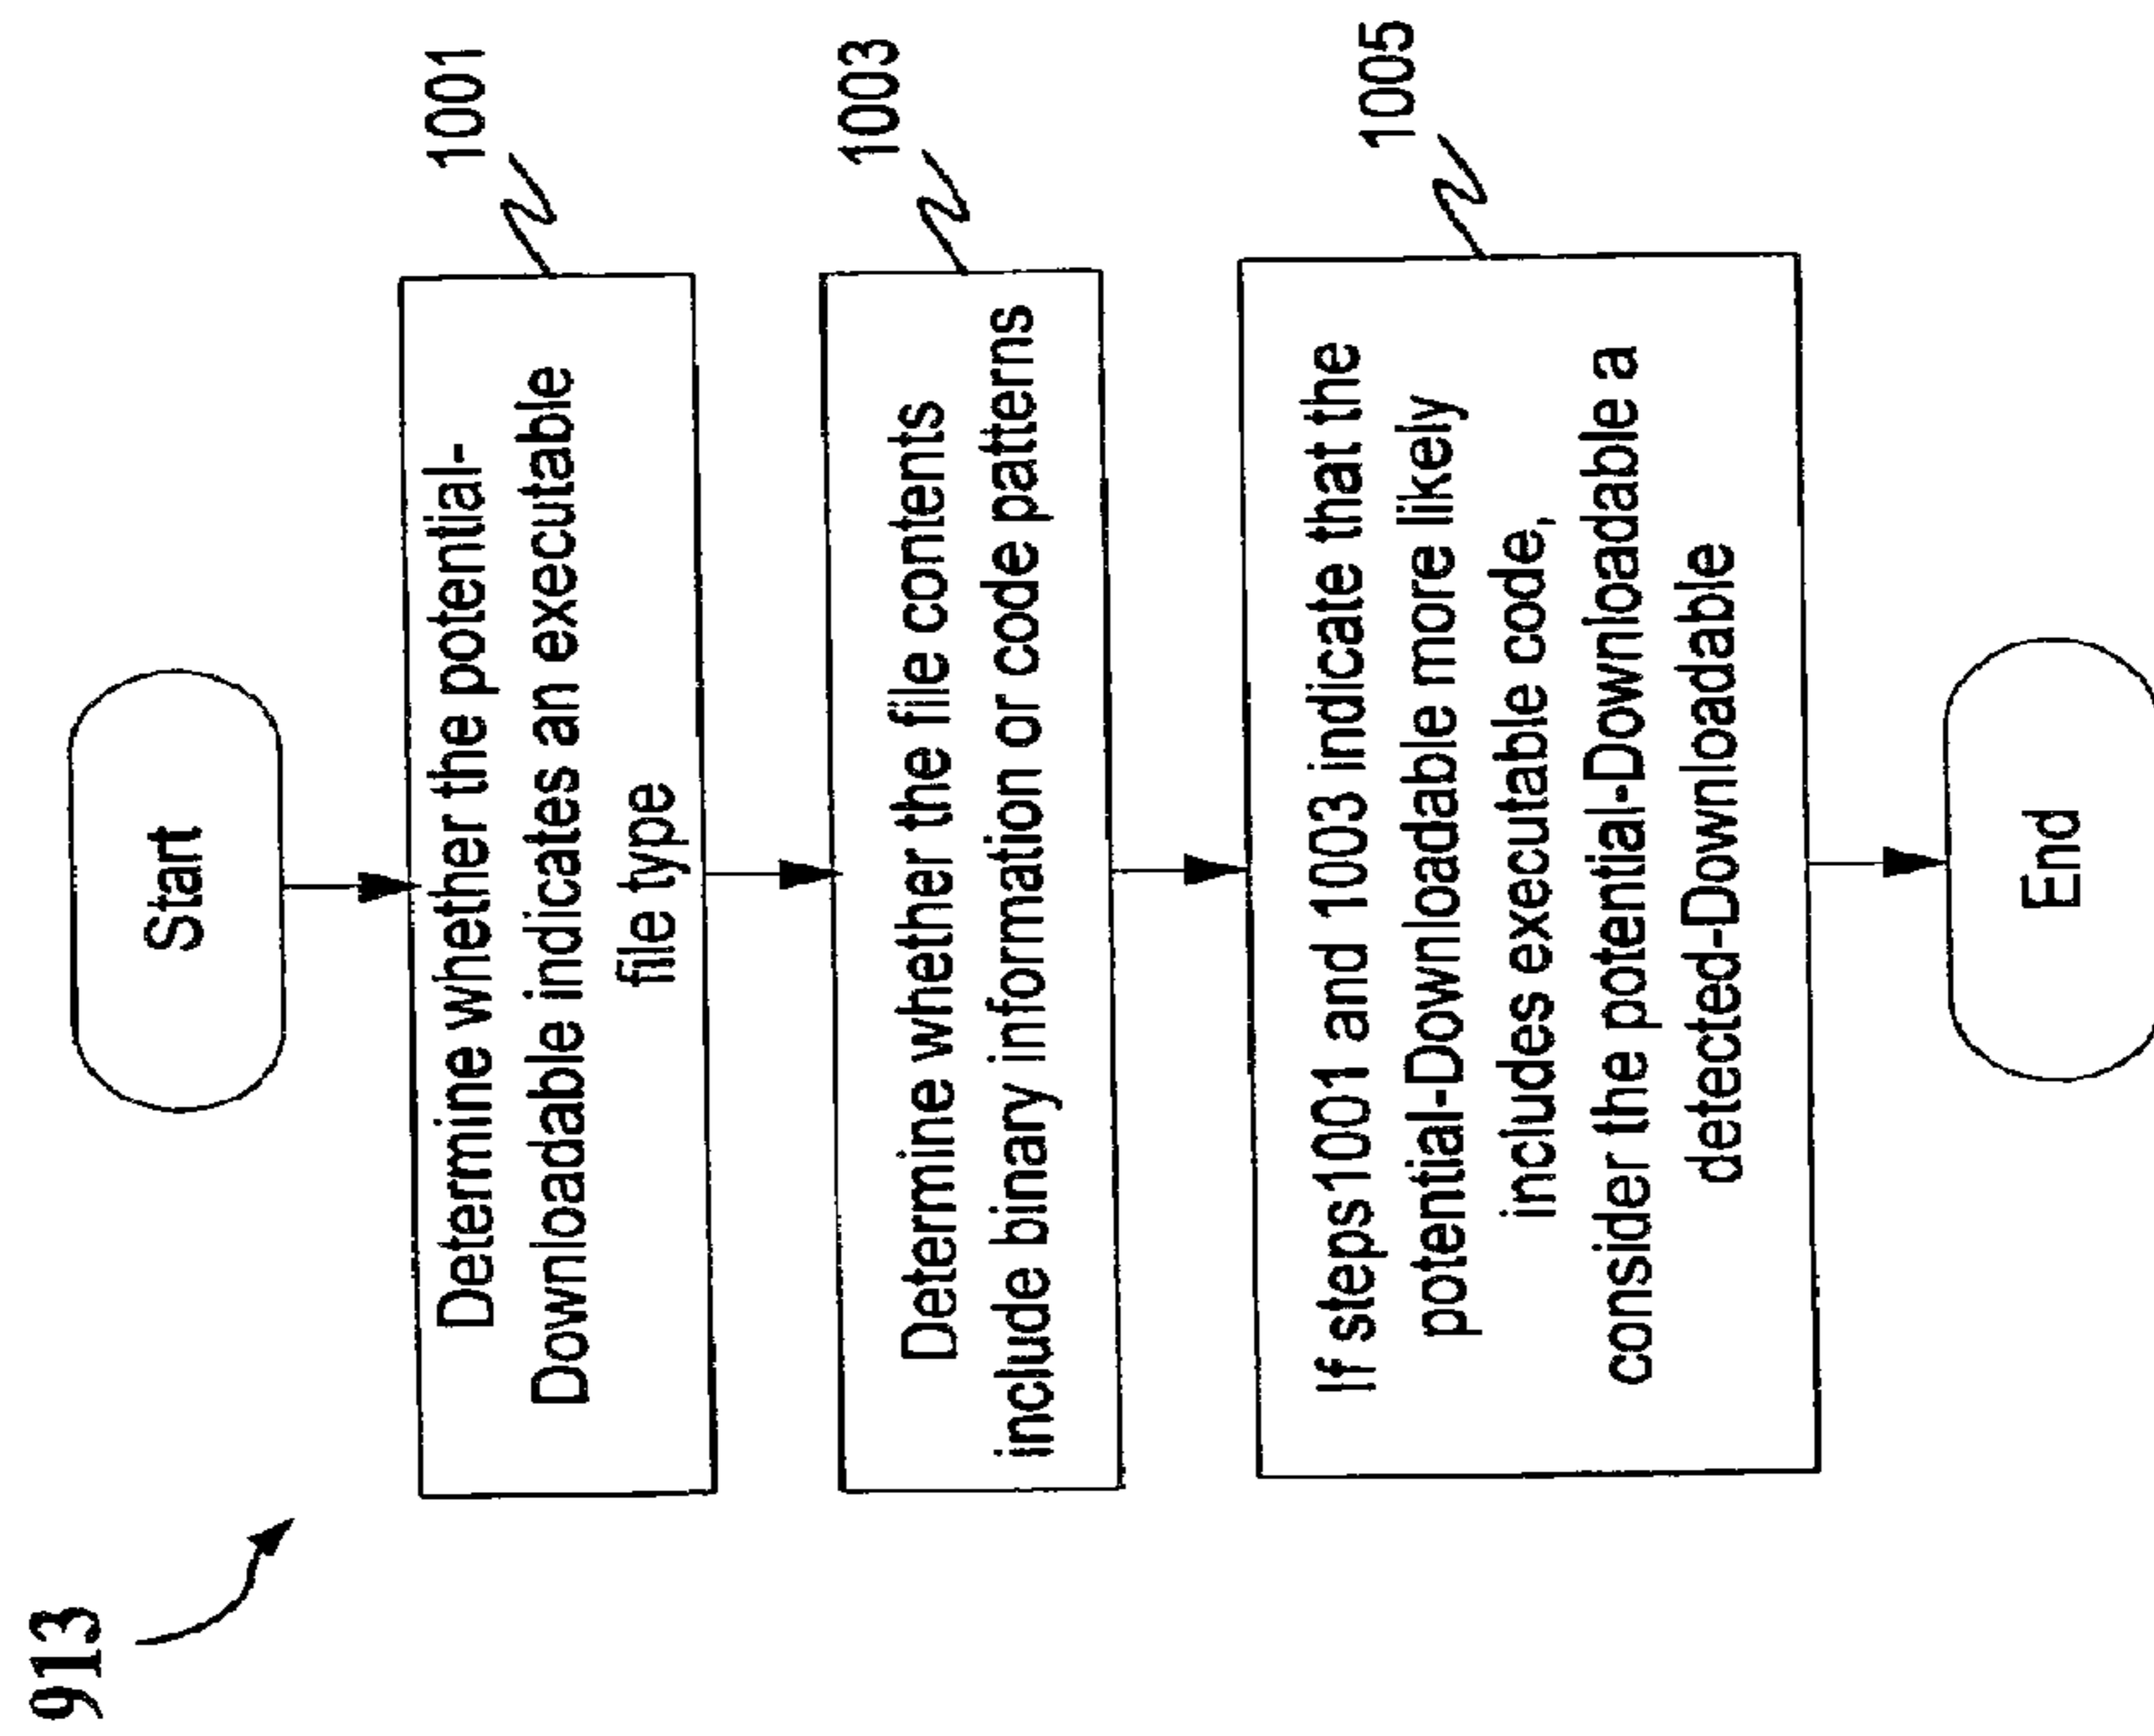 913
Start
1001
Determine whether the potential-
Downloadable indicates an executable
file type
1003
Determine whether the file contents
include binary information or code patterns
1005
If steps1001 and 1003 indicate that the
potential-Downloadable more likely
includes executable code,
consider the potential-Downloadable a
detected-Downloadable
End